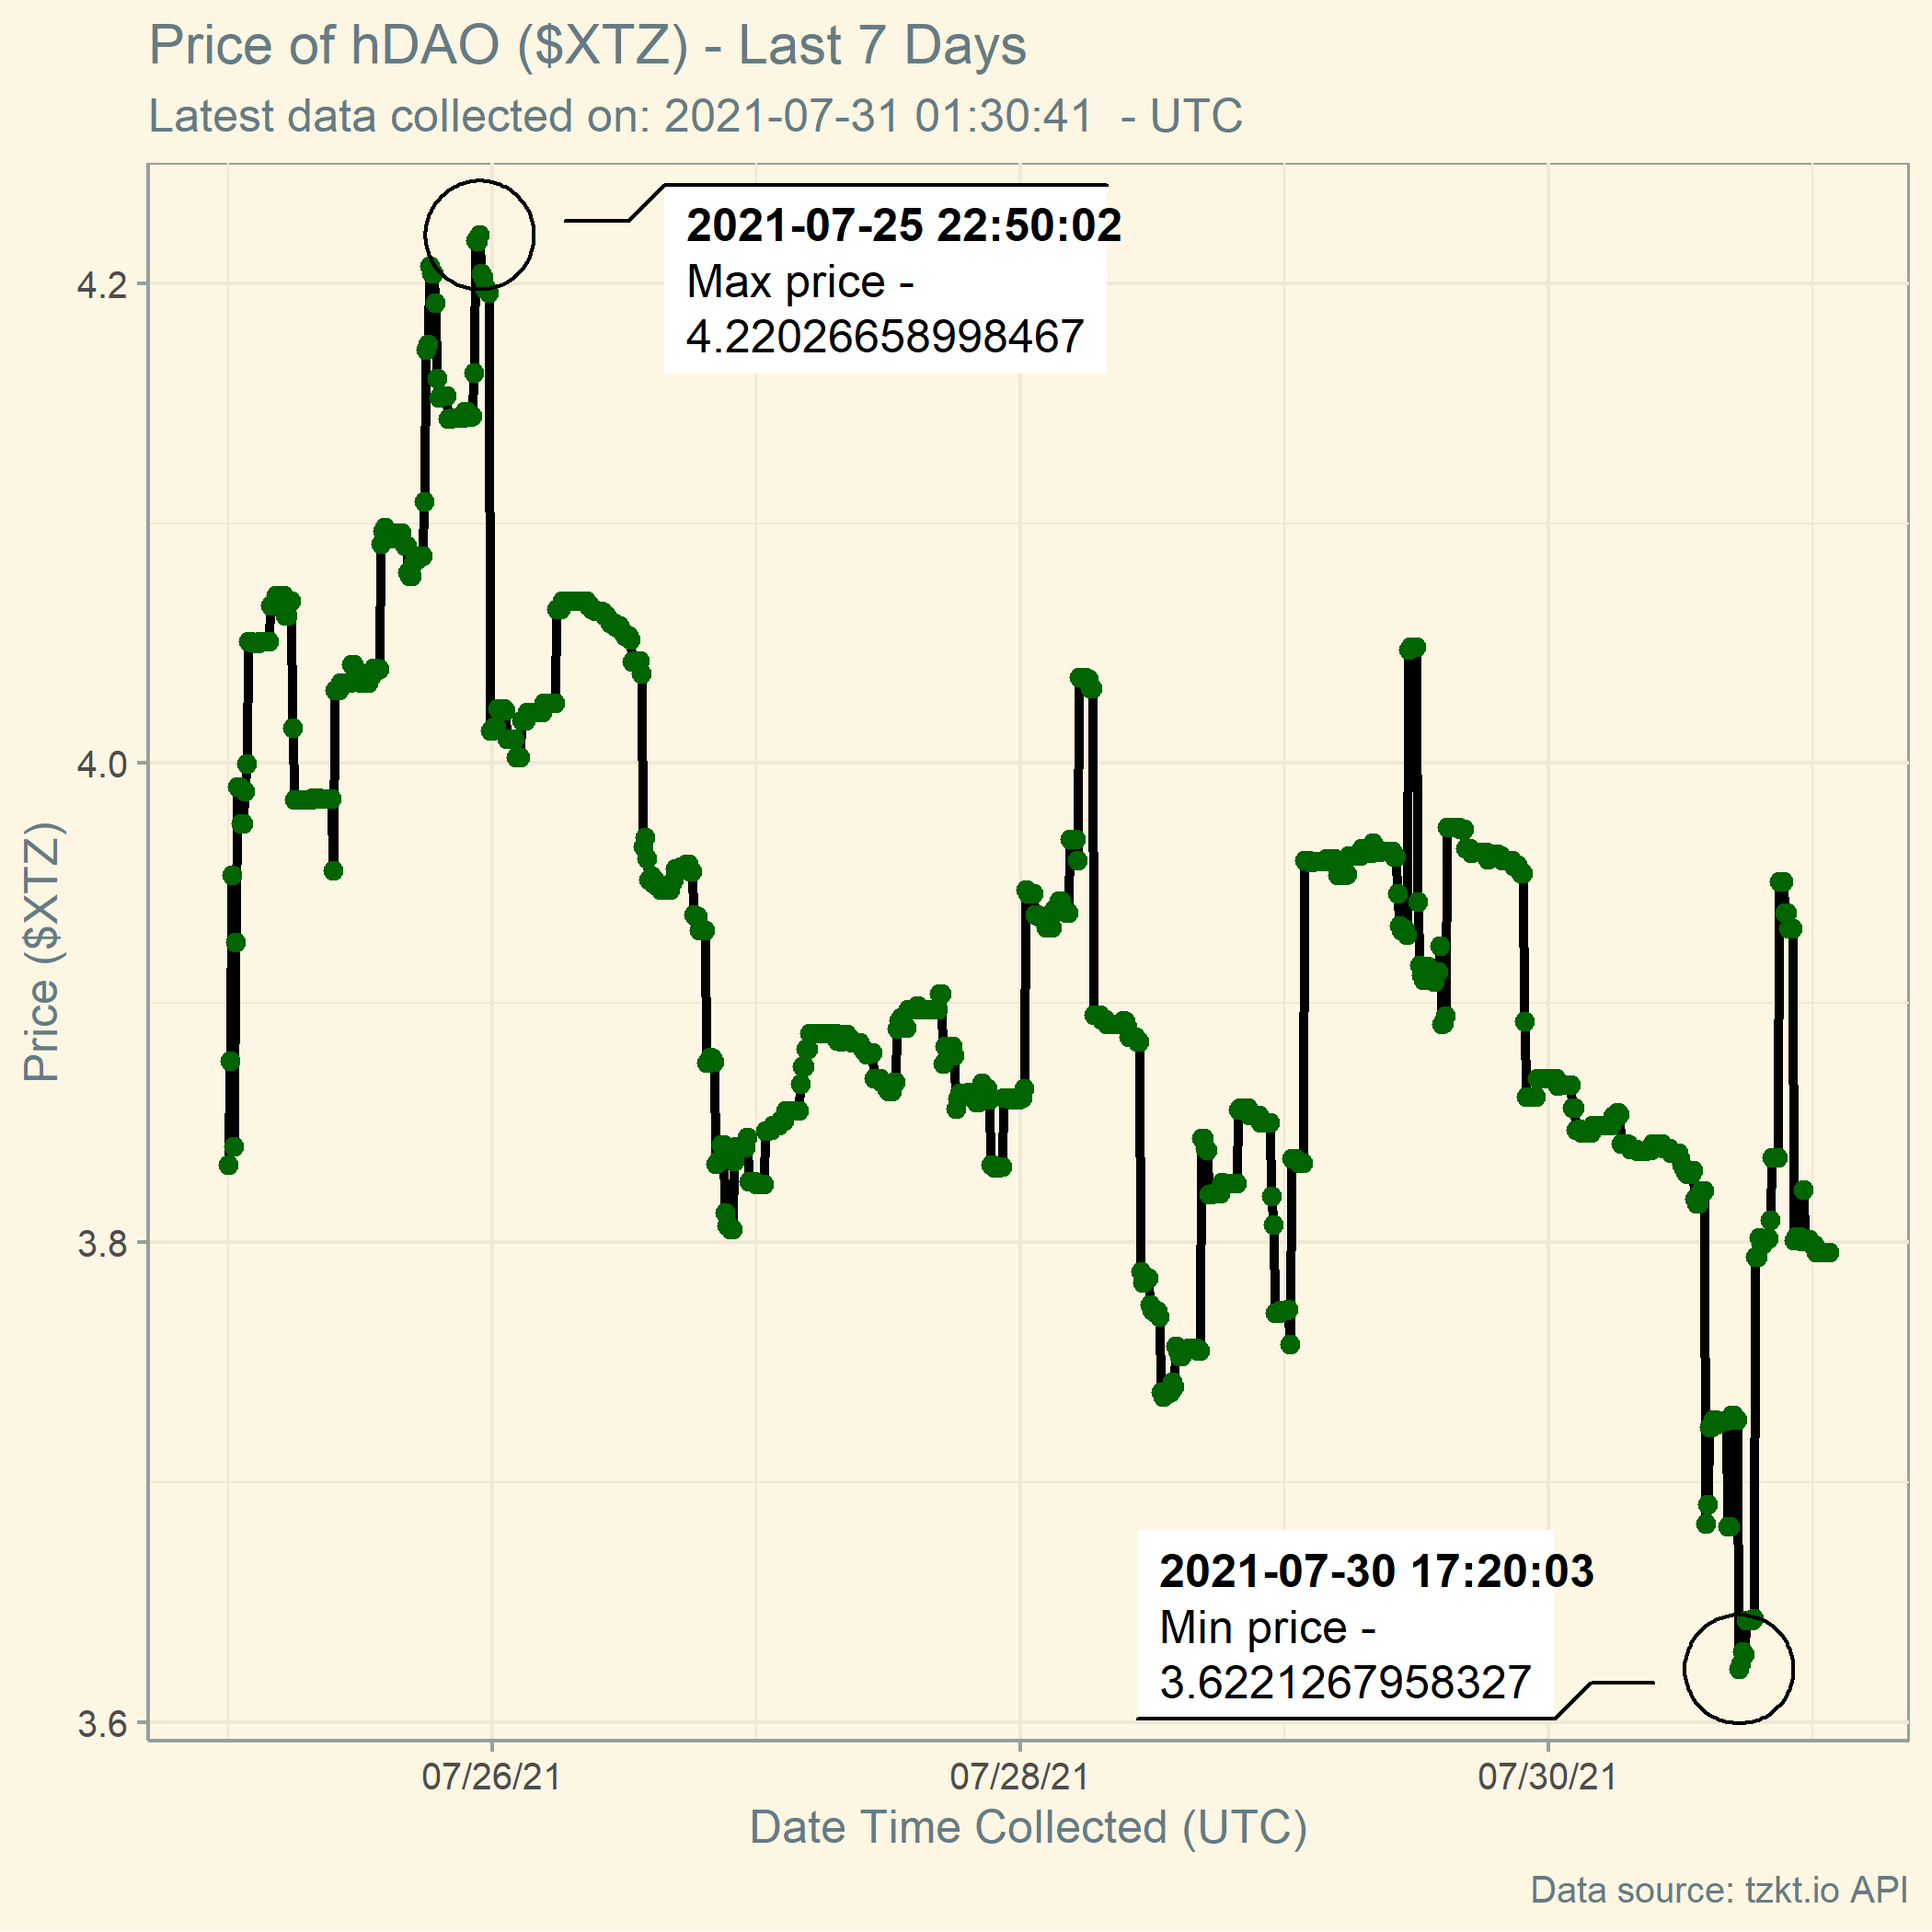 Price of hDAO ($XTZ) - Last 7 Days
Latest data collected on: 2021-07-31 01:30:41  - UTC
2021-07-25 22:50:02
Max price -
4.22026658998467
4.2
4.0
3.8
3.6
Price ($XTZ)
2021-07-30 17:20:03
Min price -
3.6221267958327
07/26/21
07/28/21
07/30/21
Date Time Collected (UTC)
Data source: tzkt.io API